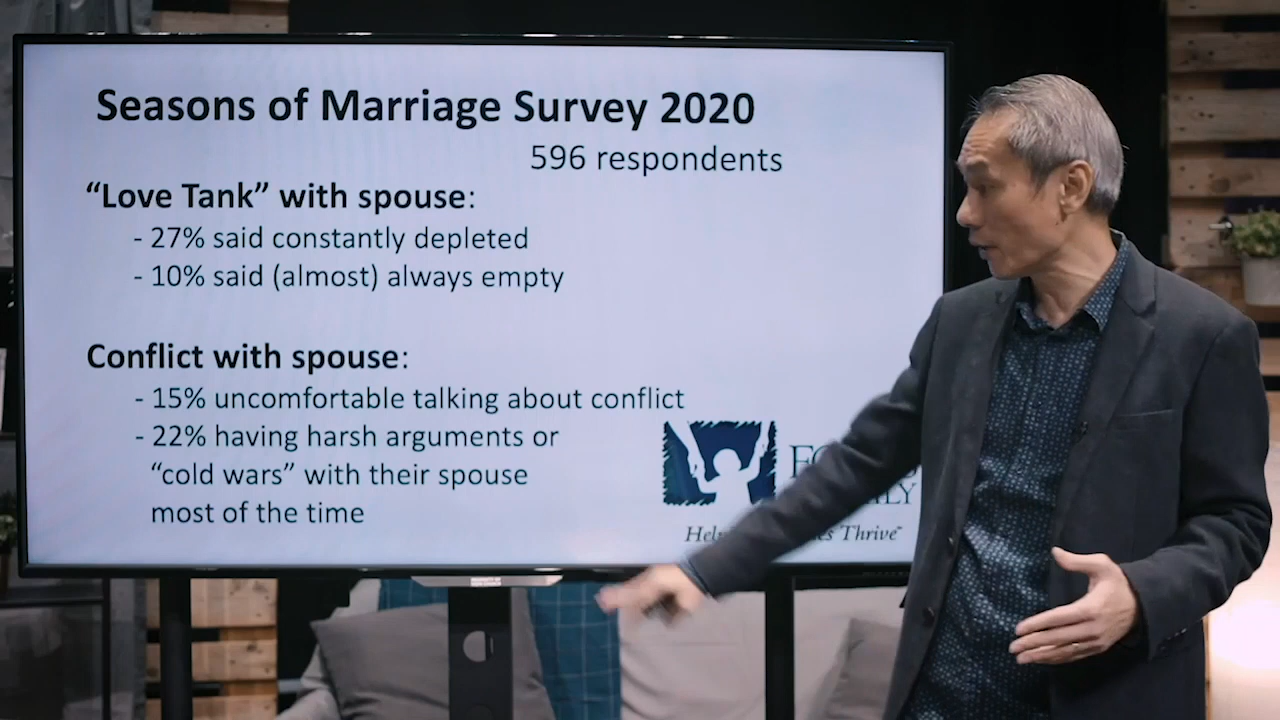 Seasons of Marriage Survey 2020
596 respondents
“Love Tank” with spouse:
- 27% said constantly depleted
- 10% said (almost) always empty
Conflict with spouse:
- 15% uncomfortable talking about conflict
- 22% having harsh arguments or
“cold wars” with their spouse
most of the time
Thrive